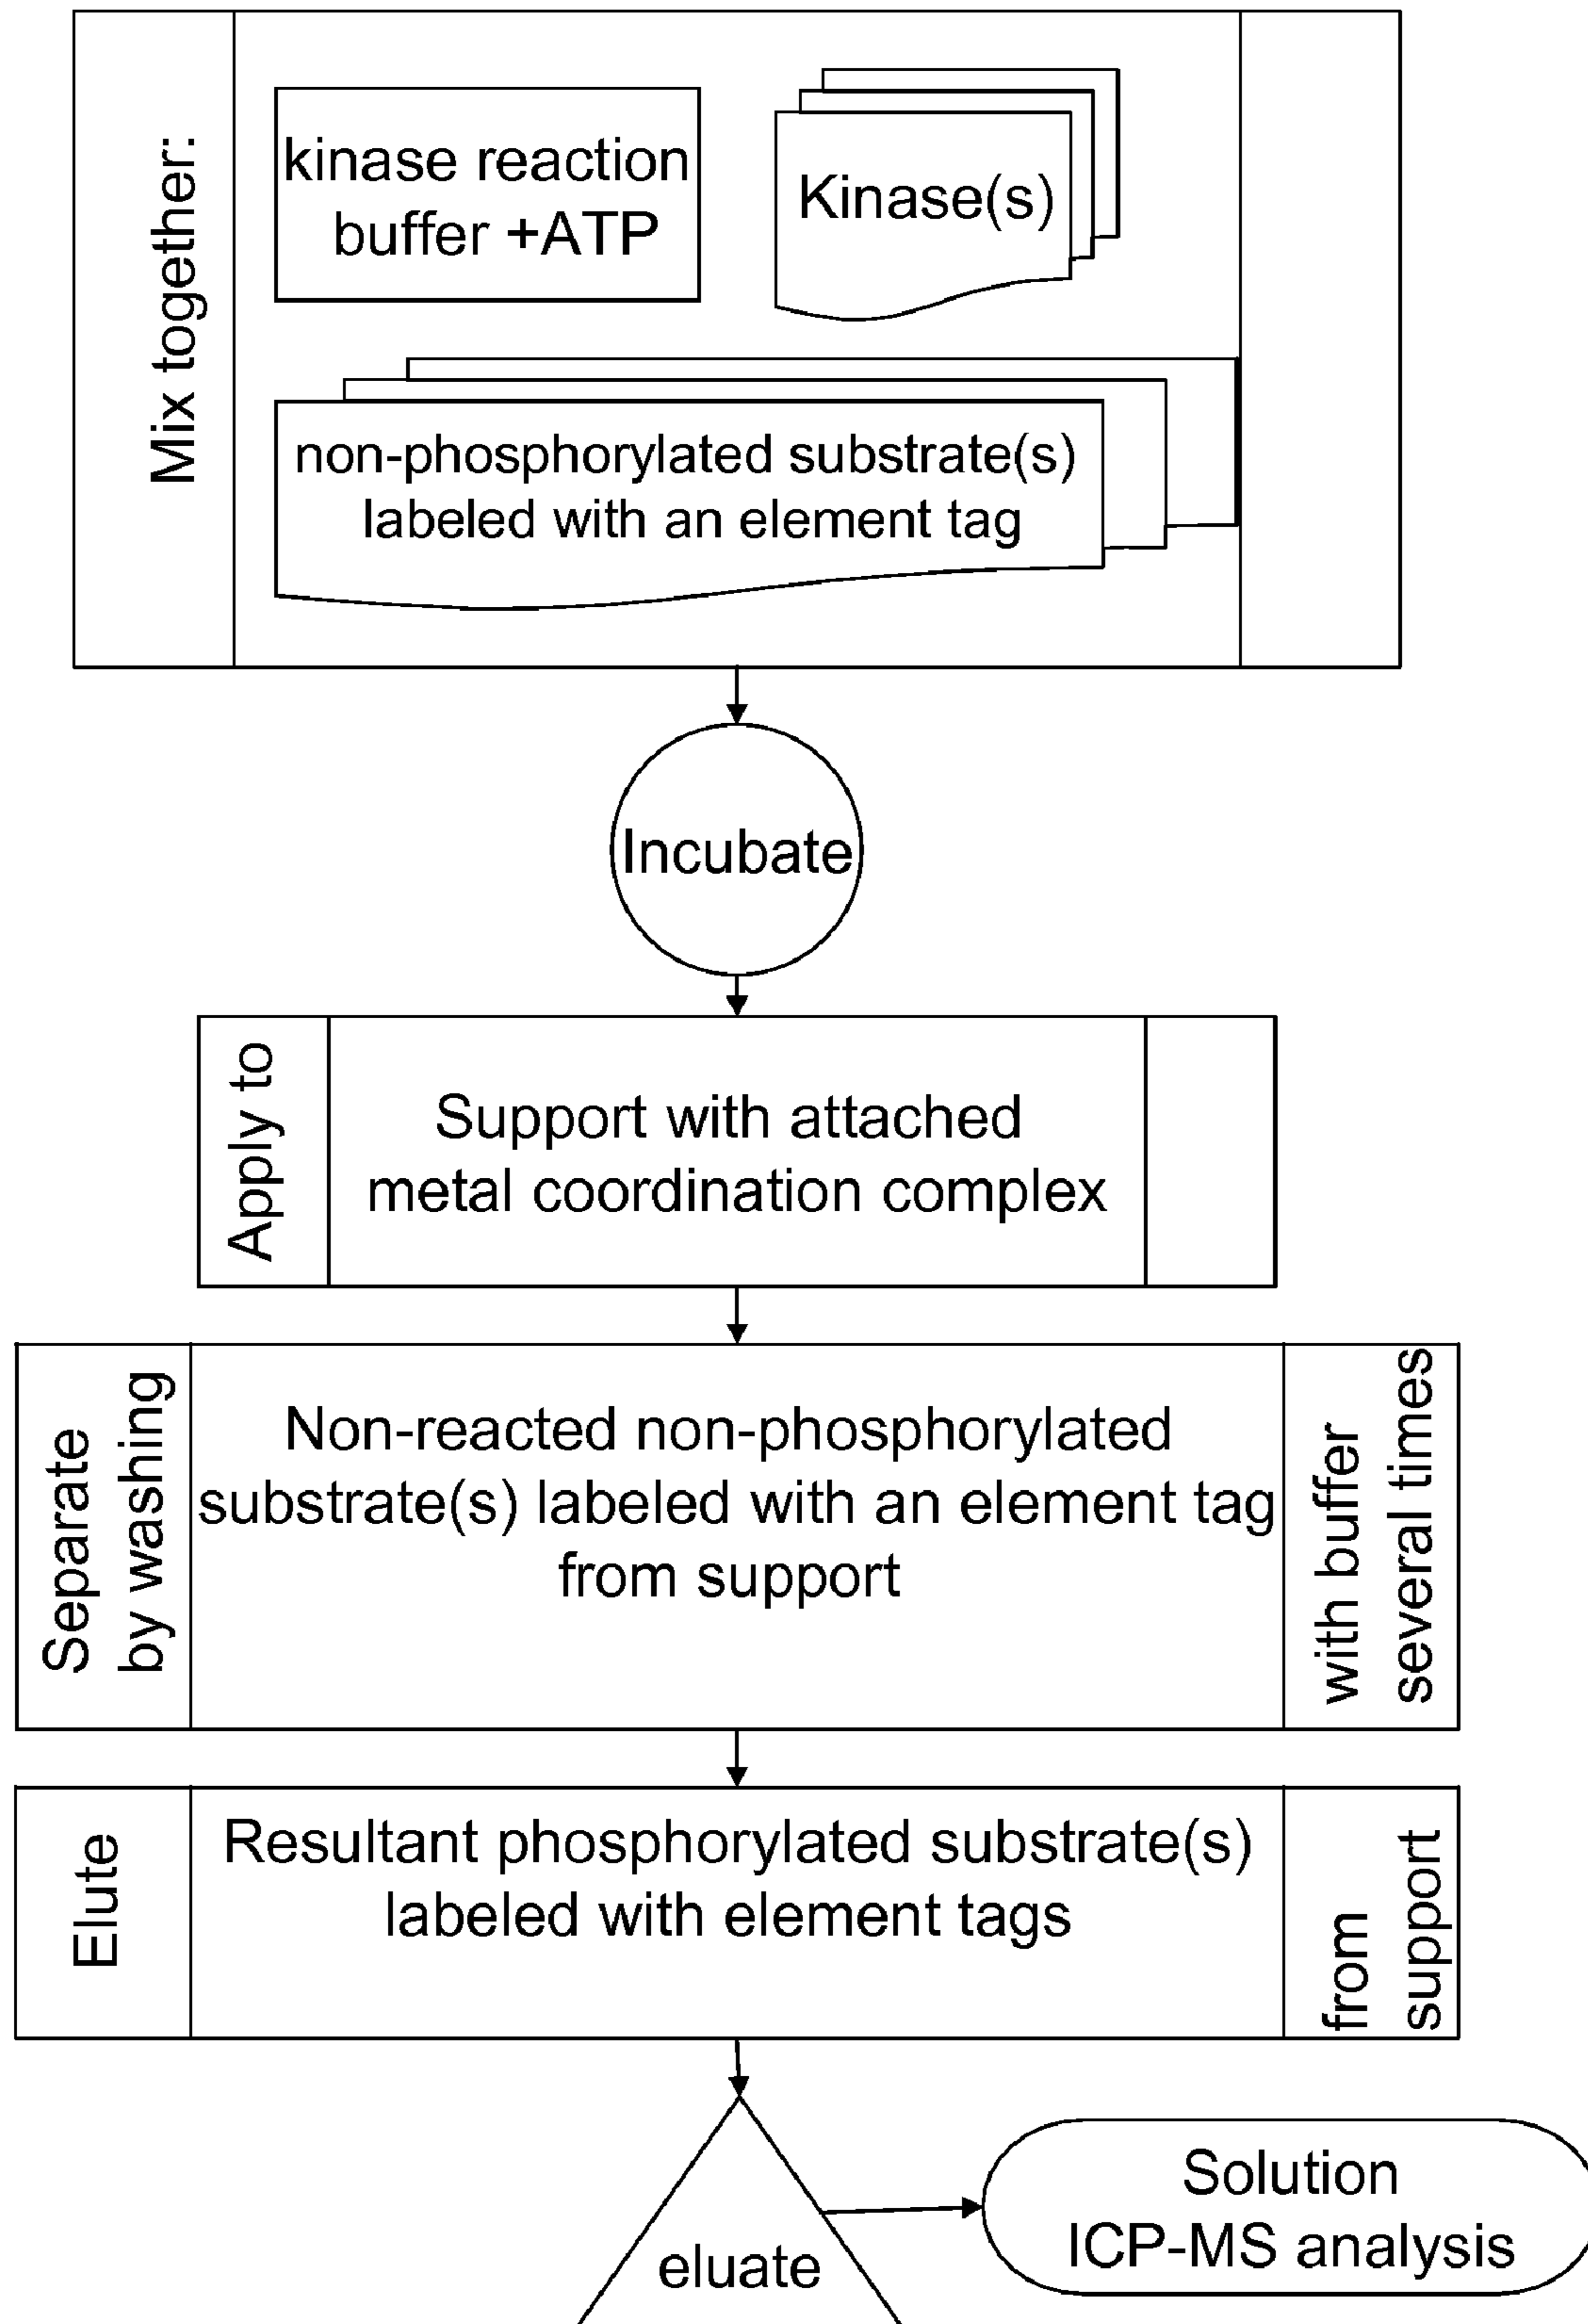 Mix together:
kinase reaction
buffer +ATP
Kinase(s)
non-phosphorylated substrate(s)
labeled with an element tag
Incubate
Apply to
Support with attached
metal coordination complex
Separate
by washing
Non-reacted non-phosphorylated
substrate(s) labeled with an element tag
from support
with buffer
several times
Elute
Resultant phosphorylated substrate(s)
labeled with element tags
from
support
eluate
Solution
ICP-MS analysis